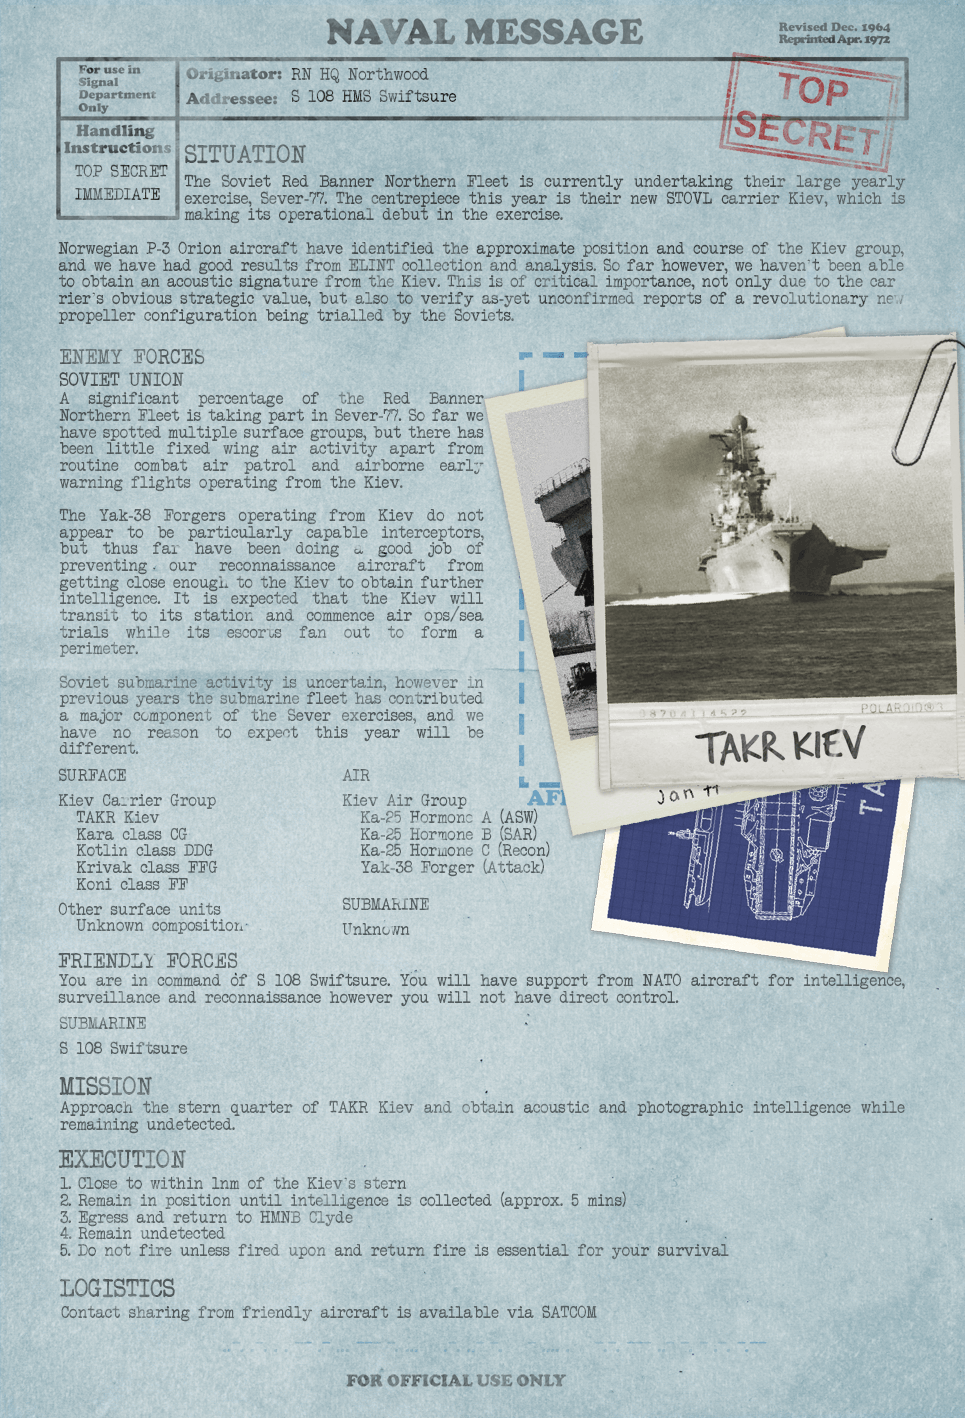 NAVAL MESSAGE
Revised Dec. 1964
Reprinted Apr. 1972
For use in
Signal
Department
Only
Originator: RN HQ Northwood
Addressee: S 108 HMS Swiftsure
TOP
SECRET
Handling
Instructions
TOP SECRET
IMMEDIATE
SITUATION
The Soviet Red Banner Northern Fleet is currently undertaking their large yearly
exercise, Sever-77. The centrepiece this year is their new STOVL carrier Kiev, which is
making its operational debut in the exercise.
Norwegian P-3 Orion aircraft have identified the approximate position and course of the Kiev group,
and we have had good results from ELINT collection and analysis. So far however, we haven't been able
to obtain an acoustic signature from the Kiev. This is of critical importance, not only due to the car
rier's obvious strategic value, but also to verify as-yet unconfirmed reports of a revolutionary new
propeller configuration being trialled by the Soviets.
ENEMY FORCES
SOVIET UNION
A significant percentage of the Red Banner
Northern Fleet is taking part in Sever-77. So far we
have spotted multiple surface groups, but there has
been little fixed wing air activity apart from
routine combat air patrol and airborne early
warning flights operating from the Kiev.
The Yak-38 Forgers operating from Kiev do not
appear to be particularly capable interceptors,
but thus far have been doing a good job of
preventing our reconnaissance aircraft from
getting close enough to the Kiev to obtain further
intelligence. It is expected that the Kiev will
transit to its station and commence air ops/sea
trials while its escorts fan out to form a
perimeter.
Soviet submarine activity is uncertain, however in
previous years the submarine fleet has contributed
a major component of the Sever exercises, and we
have no reason to expect this year will be
different.
POLAROID®
TAKR KIEV
Jan 77
TA
SURFACE
Kiev Carrier Group
TAKR Kiev
Kara class CG
Kotlin class DDG
Krivak class FFG
Koni class FF
Other surface units
Unknown composition
AIR
Kiev Air Group
Ka-25 Hormone A (ASW)
Ka-25 Hormone B (SAR)
Ka-25 Hormone C (Recon)
Yak-38 Forger (Attack)
SUBMARINE
Unknown
FRIENDLY FORCES
You are in command of S 108 Swiftsure. You will have support from NATO aircraft for intelligence,
surveillance and reconnaissance however you will not have direct control.
SUBMARINE
S 108 Swiftsure
MISSION
Approach the stern quarter of TAKR Kiev and obtain acoustic and photographic intelligence while
remaining undetected.
EXECUTION
1. Close to within 1nm of the Kiev's stern
2. Remain in position until intelligence is collected (approx. 5 mins)
3. Egress and return to HMNB Clyde
4. Remain undetected
5. Do not fire unless fired upon and return fire is essential for your survival
LOGISTICS
Contact sharing from friendly aircraft is available via SATCOM
FOR OFFICIAL USE ONLY